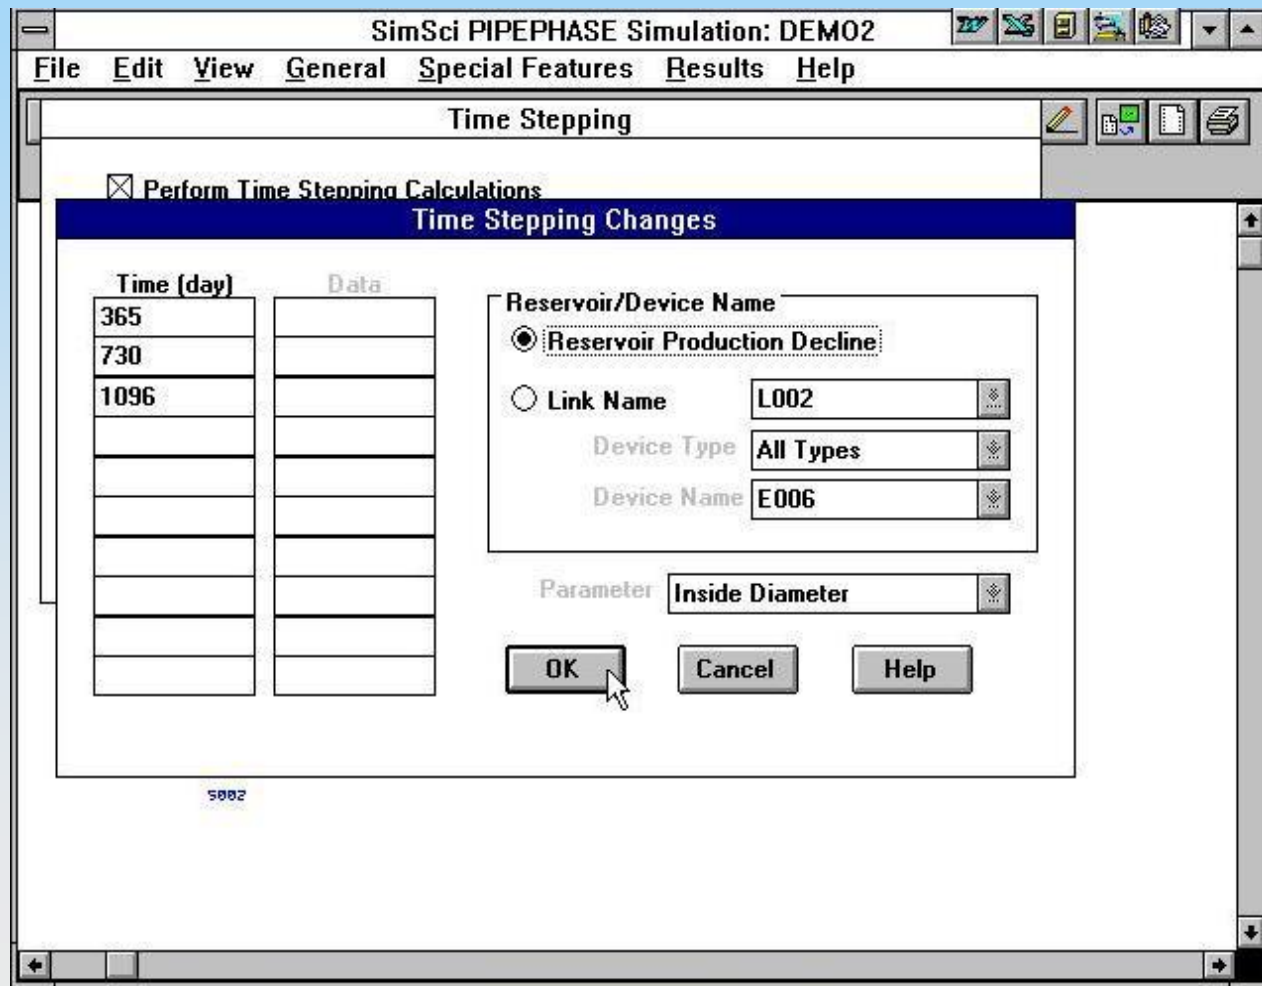 SimSci PIPEPHASE Simulation: DEMO2
File Edit View General Special Features Results Help
Time Stepping
Perform Time Stepping Calculations
Time Stepping Changes
Time (day) Data
365
730
1096
Reservoir/Device Name
Reservoir Production Decline
Link Name L002
Device Type All Types
Device Name E006
Parameter Inside Diameter
OK Cancel Help
S002